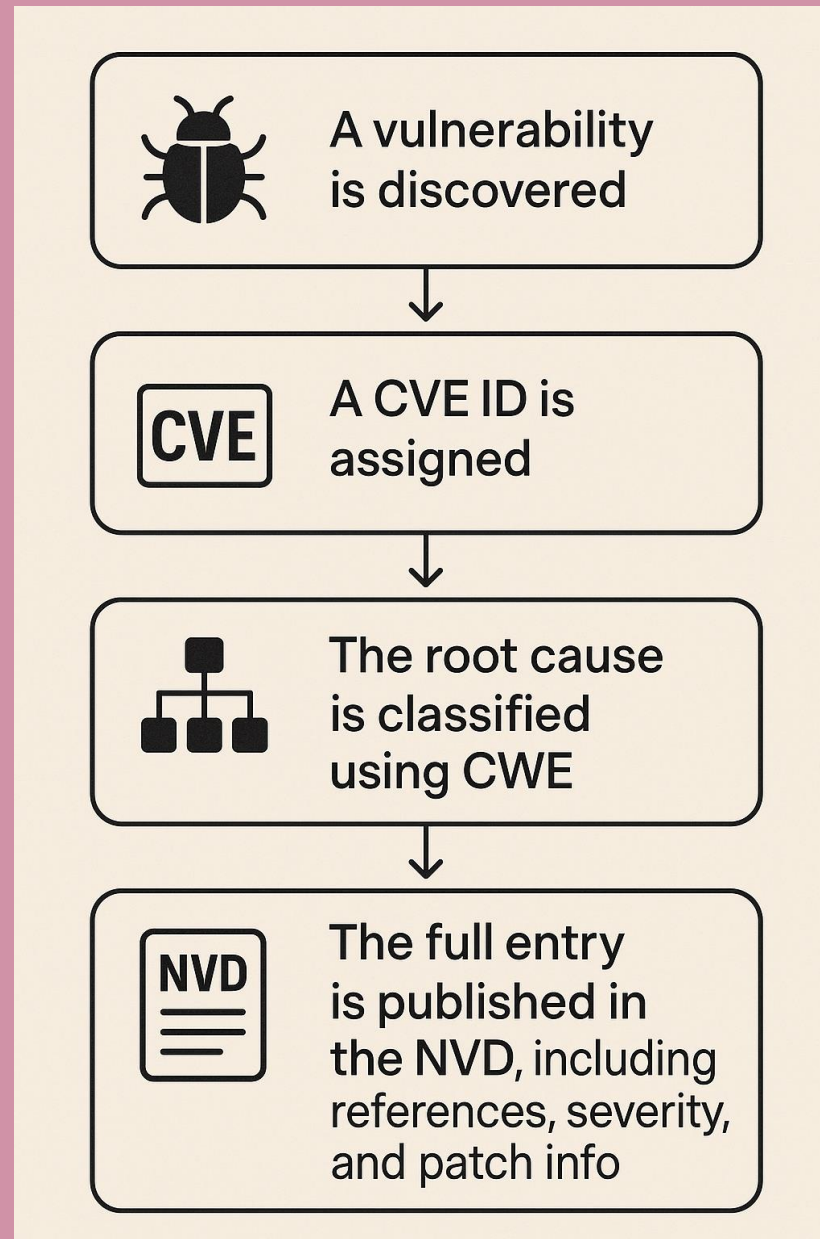 A vulnerability
is discovered
CVE
A CVE ID is
assigned
The root cause
is classified
using CWE
NVD
The full entry
is published in
the NVD, including
references, severity,
and patch info